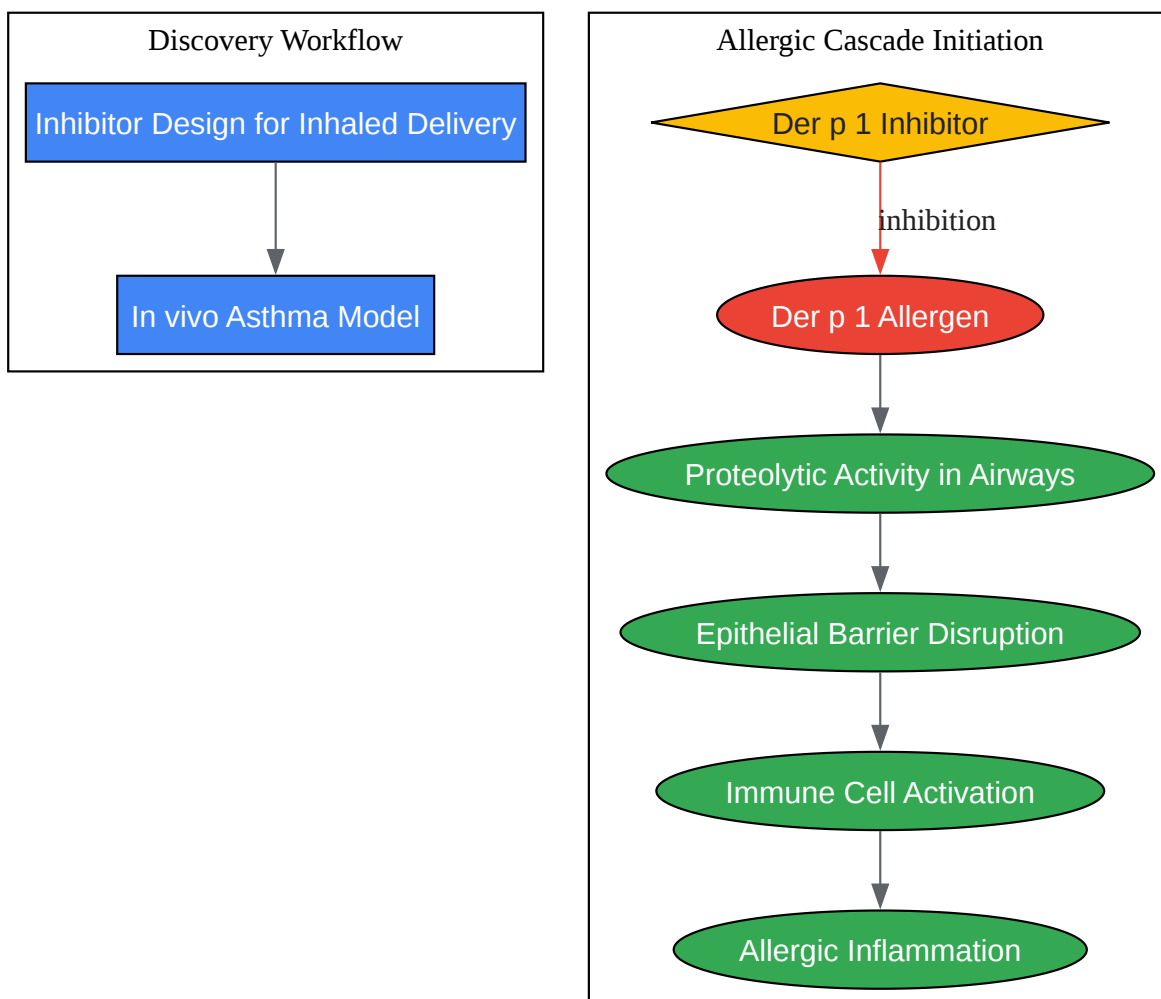 Discovery Workflow
Inhibitor Design for Inhaled Delivery
In vivo Asthma Model
Allergic Cascade Initiation
Der p 1 Inhibitor
inhibition
Der p 1 Allergen
Proteolytic Activity in Airways
Epithelial Barrier Disruption
Immune Cell Activation
Allergic Inflammation